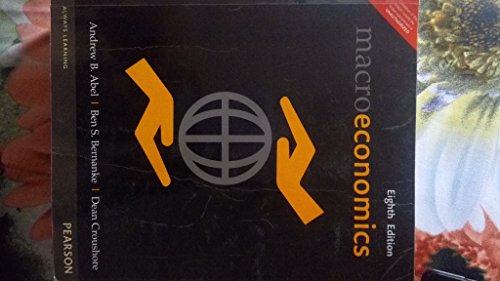 macroeconomics
Eighth Edition
Andrew B. Abel | Ben S. Bernanke | Dean Croushore
ALWAYS LEARNING
PEARSON